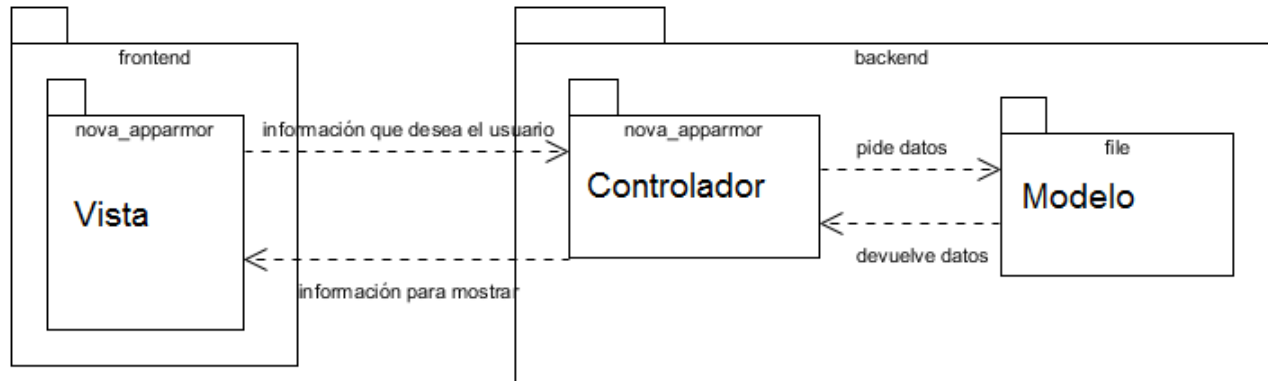 frontend
backend
nova_apparmor
información que desea el usuario
nova_apparmor
pide datos
file
Vista
Controlador
Modelo
devuelve datos
información para mostrar